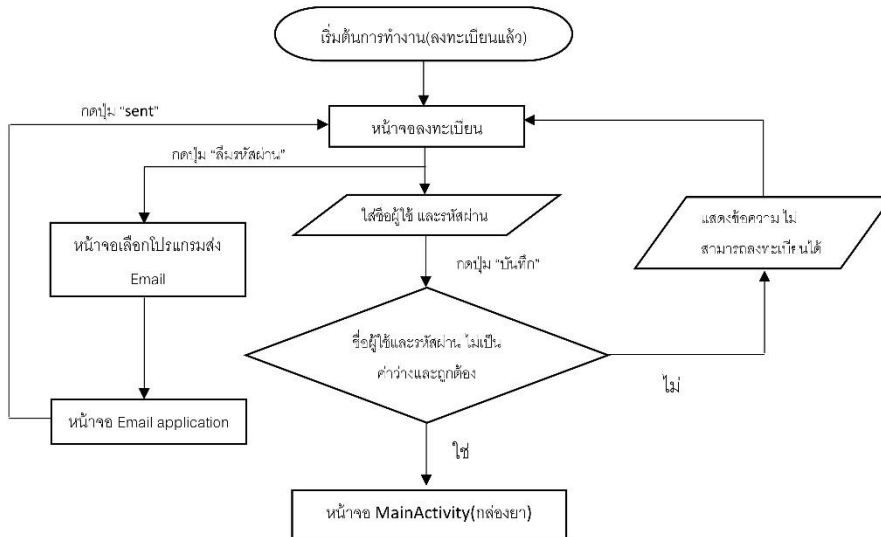 เริ่มต้นการทำงาน(ลงทะเบียนแล้ว)
กดปุ่ม "sent"
หน้าจอลงทะเบียน
กดปุ่ม "ลืมรหัสผ่าน"
ใส่ชื่อผู้ใช้ และรหัสผ่าน
แสดงข้อความ ไม่
สามารถลงทะเบียนได้
หน้าจอเลือกโปรแกรมส่ง
Email
กดปุ่ม "บันทึก"
ชื่อผู้ใช้และรหัสผ่าน ไม่เป็น
ค่าว่างและถูกต้อง
ไม่
หน้าจอ Email application
ใช่
หน้าจอ MainActivity(กล่องยา)